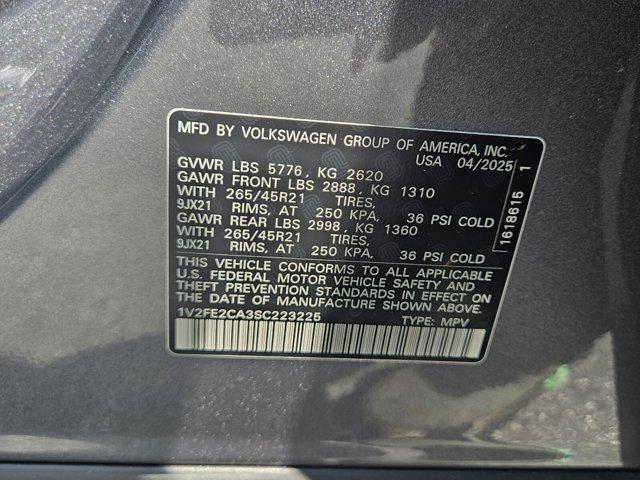 MFD BY VOLKSWAGEN GROUP OF AMERICA, INC.
USA 04/2025
GVWR LBS 5776, KG 2620
GAWR FRONT LBS 2888, KG 1310
WITH 265/45R21 TIRES,
9JX21 RIMS, AT 250 KPA, 36 PSI COLD
GAWR REAR LBS 2998, KG 1360
WITH 265/45R21 TIRES,
9JX21 RIMS, AT 250 KPA, 36 PSI COLD
THIS VEHICLE CONFORMS TO ALL APPLICABLE
U.S. FEDERAL MOTOR VEHICLE SAFETY AND
THEFT PREVENTION STANDARDS IN EFFECT ON
THE DATE OF MANUFACTURE SHOWN ABOVE.
1V2FE2CA3SC223225 TYPE: MPV
1618615 1